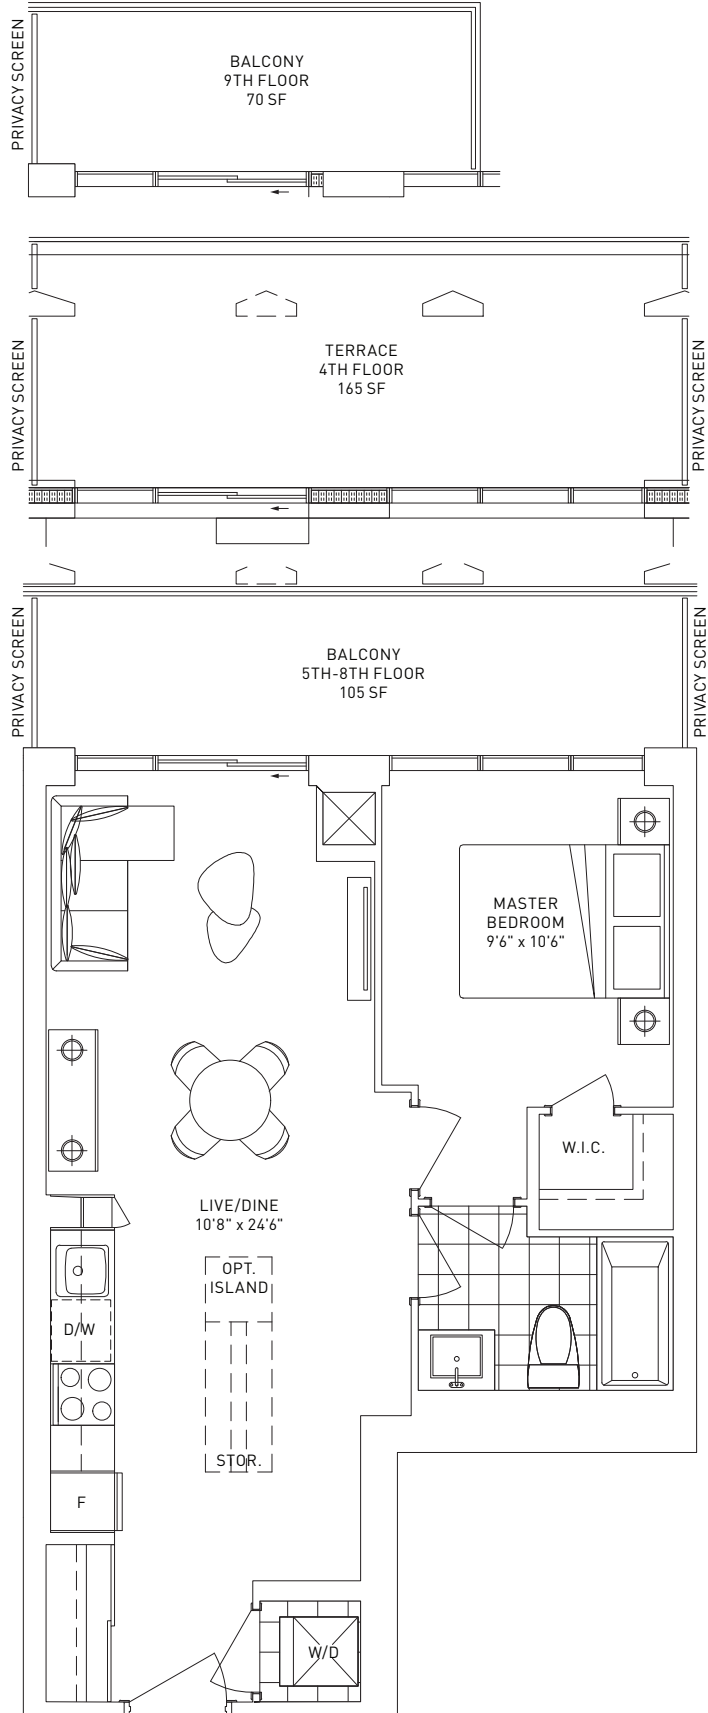 PRIVACY SCREEN
BALCONY
9TH FLOOR
70 SF
PRIVACY SCREEN
TERRACE
4TH FLOOR
165 SF
PRIVACY SCREEN
PRIVACY SCREEN
BALCONY
5TH-8TH FLOOR
105 SF
PRIVACY SCREEN
MASTER
BEDROOM
9'6" x 10'6"
W.I.C.
LIVE/DINE
10'8" x 24'6"
OPT.
ISLAND
D/W
STOR.
F
W/D